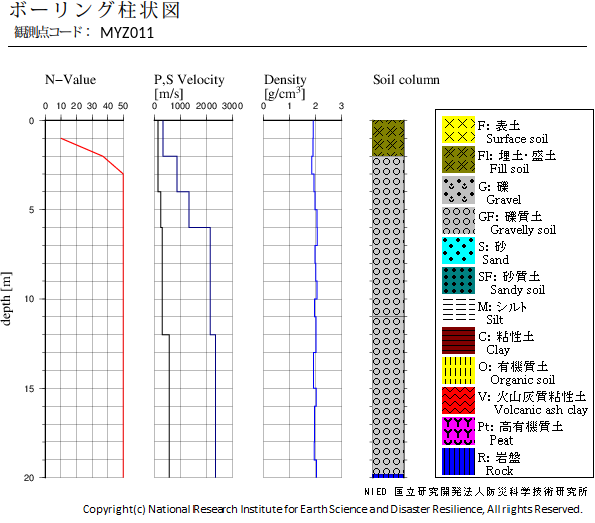 ボーリング柱状図
観測点コード： MYZ011
N−Value
P,S Velocity
[m/s]
Density
[g/cm³]
Soil column
0 10 20 30 40 50
0 1000 2000 3000
0 1 2 3
0
5
10
15
20
depth [m]
F: 表土
Surface soil
Fl: 埋土・盛土
Fill soil
G: 礫
Gravel
GF: 礫質土
Gravelly soil
S: 砂
Sand
SF: 砂質土
Sandy soil
M: シルト
Silt
C: 粘性土
Clay
O: 有機質土
Organic soil
V: 火山灰質粘性土
Volcanic ash clay
Pt: 高有機質土
Peat
R: 岩盤
Rock
NIED 国立研究開発法人防災科学技術研究所
Copyright(c) National Research Institute for Earth Science and Disaster Resilience, All rights Reserved.